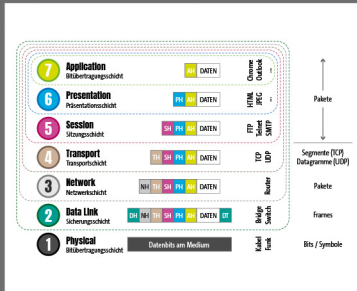 7 Application
Bitübertragungsschicht
AH DATEN
Chrome
Outlook
...
6 Presentation
Präsentationsschicht
PH AH DATEN
HTML
JPEG
...
Pakete
5 Session
Sitzungsschicht
SH PH AH DATEN
FTP
Telnet
SMTP
4 Transport
Transportschicht
TH SH PH AH DATEN
TCP
UDP
Segmente (TCP)
Datagramme (UDP)
3 Network
Netzwerkschicht
NH TH SH PH AH DATEN
Router
Pakete
2 Data Link
Sicherungsschicht
DH NH TH SH PH AH DATEN DT
Bridge
Switch
Frames
1 Physical
Bitübertragungsschicht
Datenbits am Medium
Kabel
Funk
Bits / Symbole